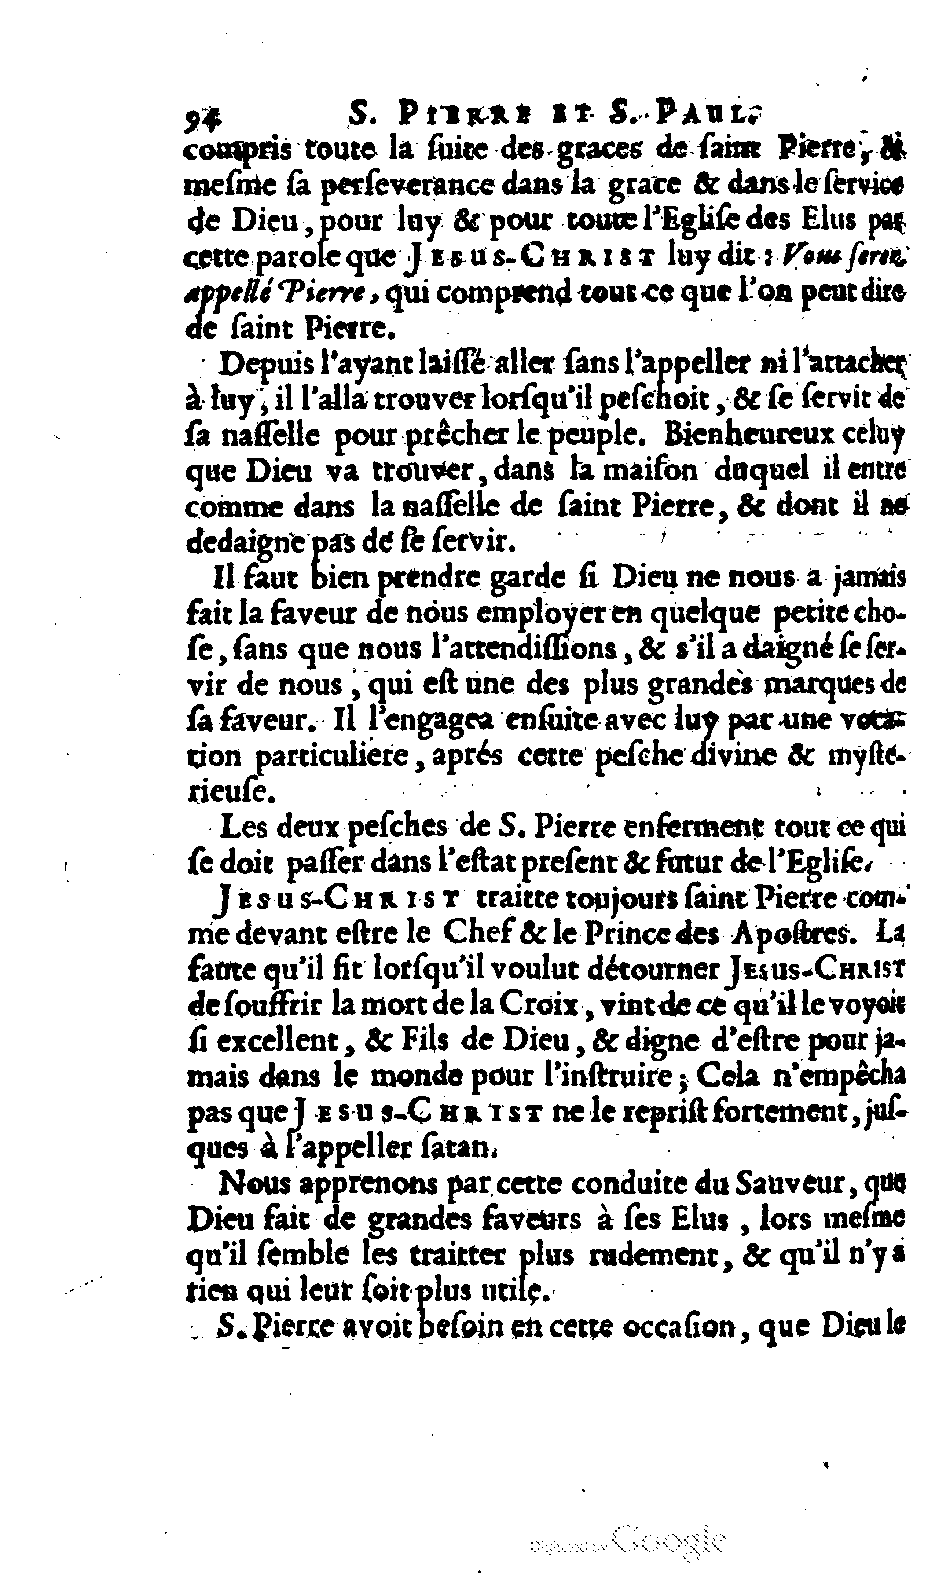 94 S. PIERRE ET S. PAUL.
compris toute la ſuite des graces de ſaint Pierre, &
meſme ſa perſeverance dans la grace & dans le ſervice
de Dieu, pour luy & pour toute l'Egliſe des Elus par
cette parole que JESUS-CHRIST luy dit : Vous ſerez
appellé Pierre, qui comprend tout ce que l'on peut dire
de ſaint Pierre.
Depuis l'ayant laiſſé aller ſans l'appeller ni l'attacher
à luy, il l'alla trouver lorſqu'il peſchoit, & ſe ſervit de
ſa naſſelle pour prêcher le peuple. Bienheureux celuy
que Dieu va trouver, dans la maiſon duquel il entre
comme dans la naſſelle de ſaint Pierre, & dont il ne
dedaigne pas de ſe ſervir.
Il faut bien prendre garde ſi Dieu ne nous a jamais
fait la faveur de nous employer en quelque petite cho-
ſe, ſans que nous l'attendiſſions, & s'il a daigné ſe ſer-
vir de nous, qui eſt une des plus grandes marques de
ſa faveur. Il l'engagea enſuite avec luy par une voca-
tion particuliere, aprés cette peſche divine & myſte-
rieuſe.
Les deux peſches de S. Pierre enferment tout ce qui
ſe doit paſſer dans l'eſtat preſent & futur de l'Egliſe.
JESUS-CHRIST traitte toujours ſaint Pierre com-
me devant eſtre le Chef & le Prince des Apoſtres. La
faute qu'il fit lorſqu'il voulut détourner JESUS-CHRIST
de ſouffrir la mort de la Croix, vint de ce qu'il le voyoit
ſi excellent, & Fils de Dieu, & digne d'eſtre pour ja-
mais dans le monde pour l'inſtruire ; Cela n'empêcha
pas que JESUS-CHRIST ne le repriſt fortement, juſ-
ques à l'appeller ſatan.
Nous apprenons par cette conduite du Sauveur, que
Dieu fait de grandes faveurs à ſes Elus, lors meſme
qu'il ſemble les traitter plus rudement, & qu'il n'y a
rien qui leur ſoit plus utile.
S. Pierre avoit beſoin en cette occaſion, que Dieu le
Google